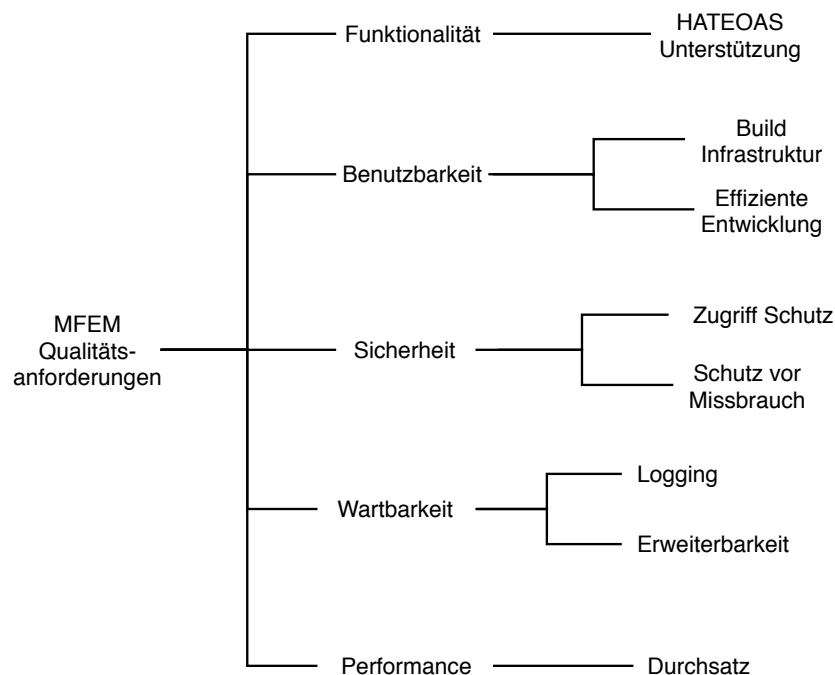 MFEM
Qualitäts-
anforderungen
Funktionalität
HATEOAS
Unterstützung
Benutzbarkeit
Build
Infrastruktur
Effiziente
Entwicklung
Sicherheit
Zugriff Schutz
Schutz vor
Missbrauch
Wartbarkeit
Logging
Erweiterbarkeit
Performance
Durchsatz